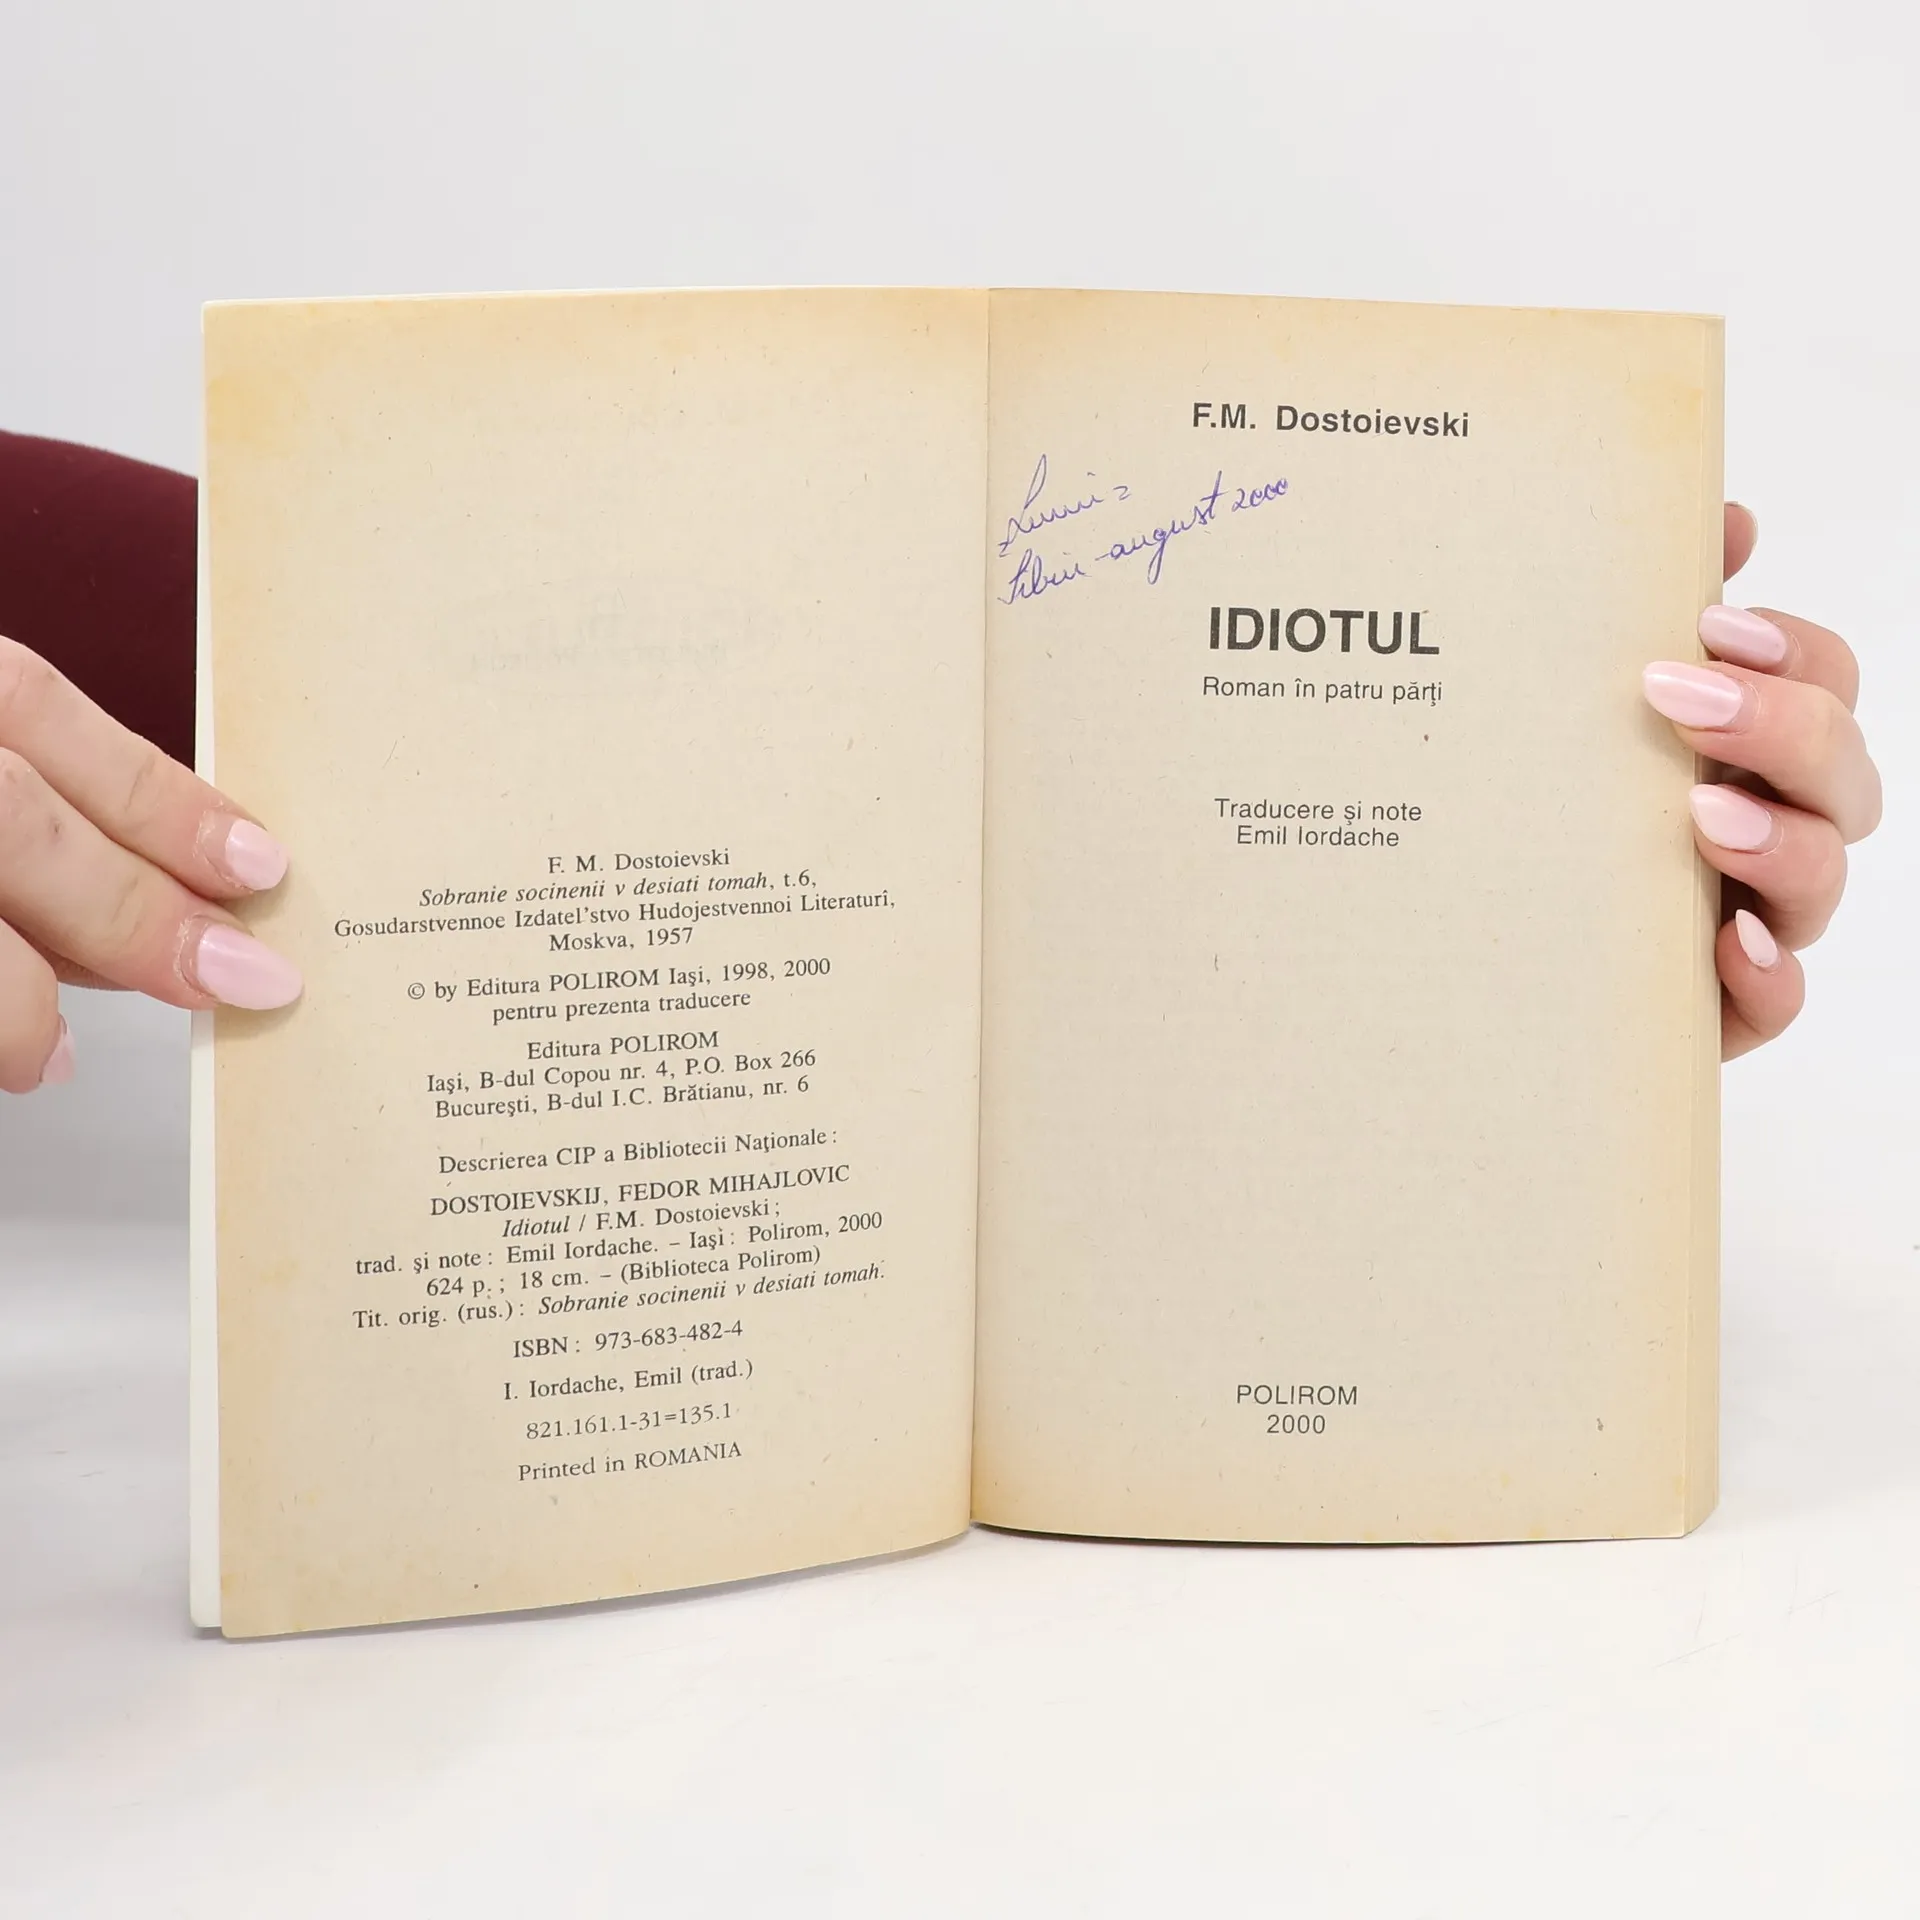 F. M. Dostoievski
Sobranie socinenii v desiati tomah, t.6,
Gosudarstvennoe Izdatel'stvo Hudojestvennoi Literaturî,
Moskva, 1957
© by Editura POLIROM Iaşi, 1998, 2000
pentru prezenta traducere
Editura POLIROM
Iaşi, B-dul Copou nr. 4, P.O. Box 266
Bucureşti, B-dul I.C. Brătianu, nr. 6
Descrierea CIP a Bibliotecii Naţionale :
DOSTOIEVSKIJ, FEDOR MIHAJLOVIC
Idiotul / F.M. Dostoievski ;
trad. şi note : Emil Iordache. – Iaşi : Polirom, 2000
624 p. ; 18 cm. – (Biblioteca Polirom)
Tit. orig. (rus.) : Sobranie socinenii v desiati tomah.
ISBN : 973-683-482-4
I. Iordache, Emil (trad.)
821.161.1-31=135.1
Printed in ROMANIA
F.M. Dostoievski
Sibiu - august 2000
IDIOTUL
Roman în patru părţi
Traducere şi note
Emil Iordache
POLIROM
2000